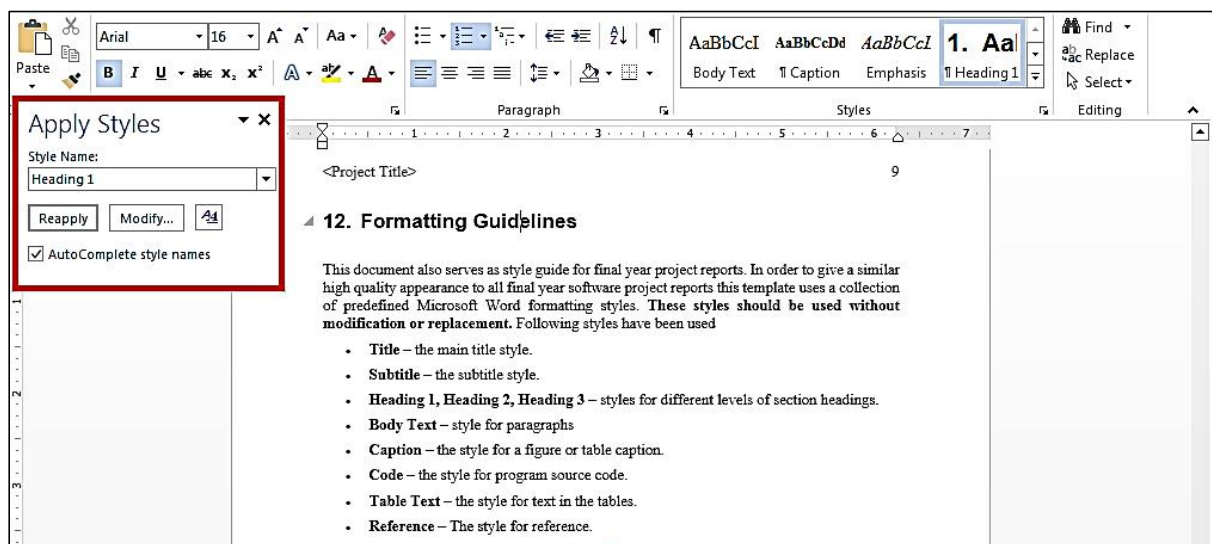 Arial 16 A A Aa
Paste
B I U abc X₂ X² A aby A
AaBbCcI AaBbCcDd AaBbCcI 1. Aa
Body Text ¶ Caption Emphasis ¶ Heading 1
Find
Replace
Select
Paragraph Styles Editing
Apply Styles
Style Name:
Heading 1
Reapply Modify...
AutoComplete style names
1 2 3 4 5 6 7
<Project Title> 9
12. Formatting Guidelines
This document also serves as style guide for final year project reports. In order to give a similar
high quality appearance to all final year software project reports this template uses a collection
of predefined Microsoft Word formatting styles. These styles should be used without
modification or replacement. Following styles have been used
• Title – the main title style.
• Subtitle – the subtitle style.
• Heading 1, Heading 2, Heading 3 – styles for different levels of section headings.
• Body Text – style for paragraphs
• Caption – the style for a figure or table caption.
• Code – the style for program source code.
• Table Text – the style for text in the tables.
• Reference – The style for reference.
1
2
3